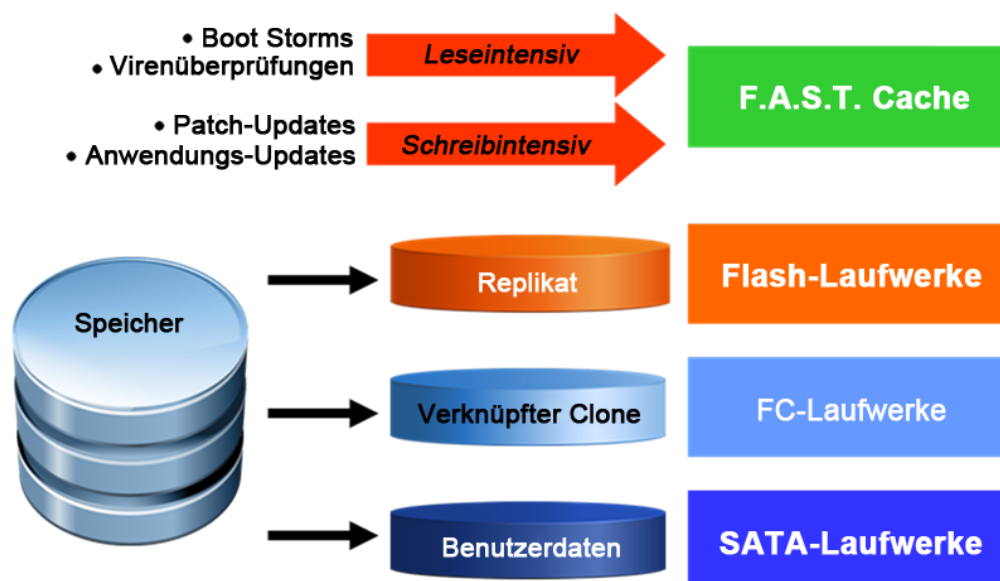 • Boot Storms
• Virenüberprüfungen
Leseintensiv
F.A.S.T. Cache
• Patch-Updates
• Anwendungs-Updates
Schreibintensiv
Speicher
Replikat
Flash-Laufwerke
Verknüpfter Clone
FC-Laufwerke
Benutzerdaten
SATA-Laufwerke